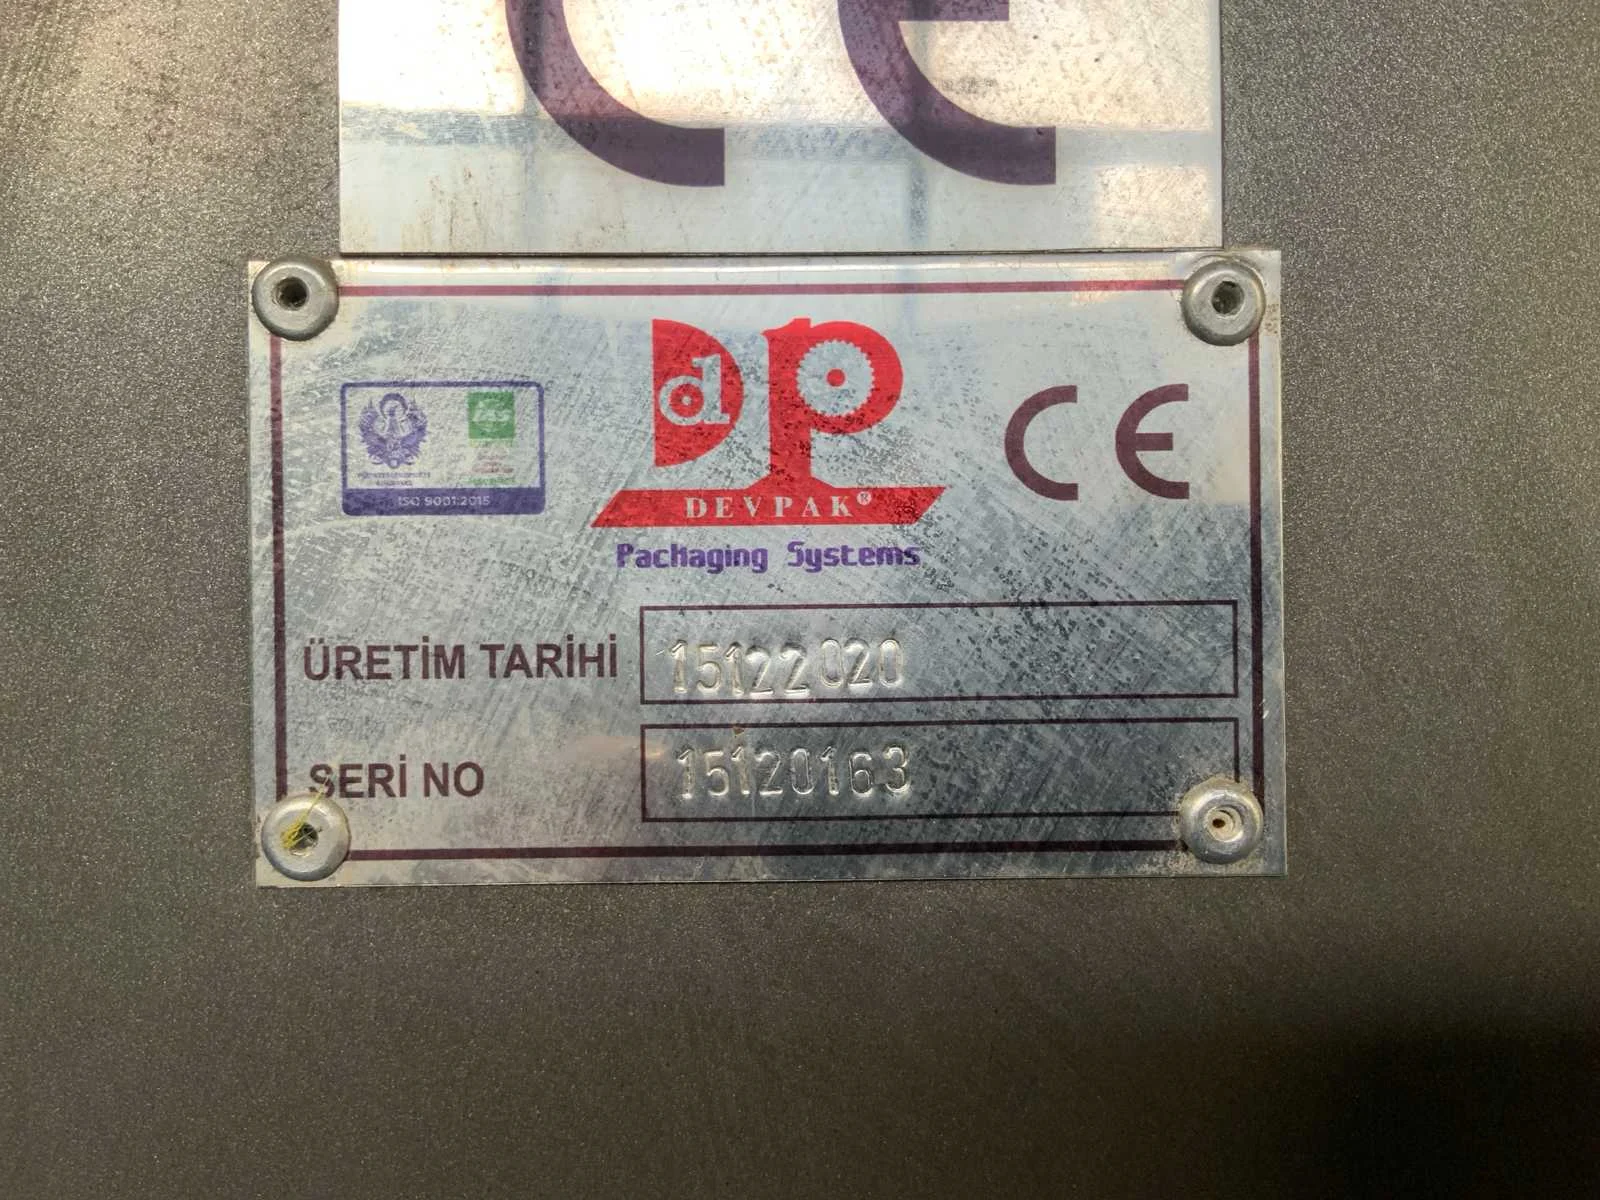 CE
DEVPAK®
Packaging Systems
CE
ISO 9001:2015
ÜRETİM TARİHİ 15122020
SERİ NO 15120163